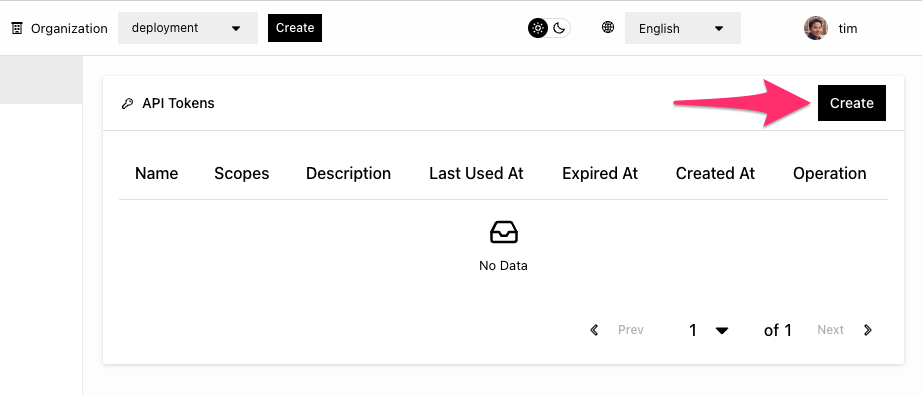 Organization deployment Create English tim
API Tokens Create
Name Scopes Description Last Used At Expired At Created At Operation
No Data
Prev 1 of 1 Next